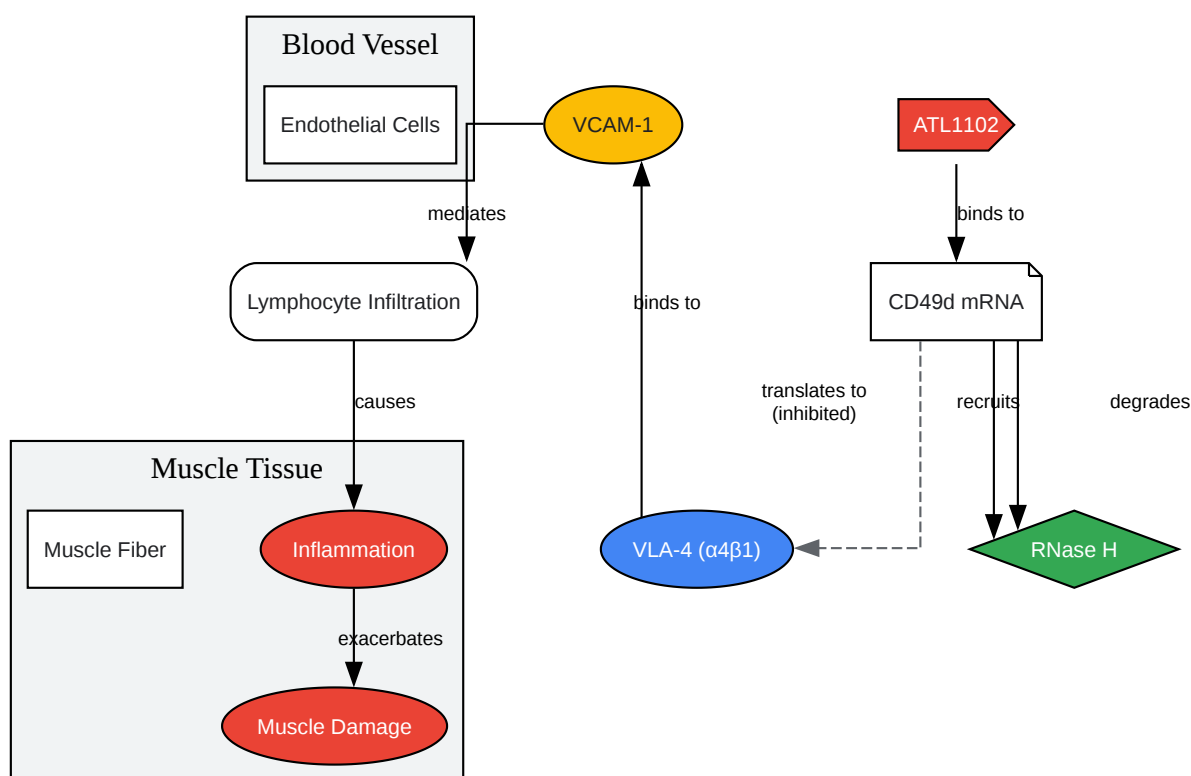 Blood Vessel
Endothelial Cells
VCAM-1
ATL1102
mediates
binds to
Lymphocyte Infiltration
binds to
CD49d mRNA
causes
translates to
(inhibited)
recruits
degrades
Muscle Tissue
Muscle Fiber
Inflammation
VLA-4 (α4β1)
RNase H
exacerbates
Muscle Damage